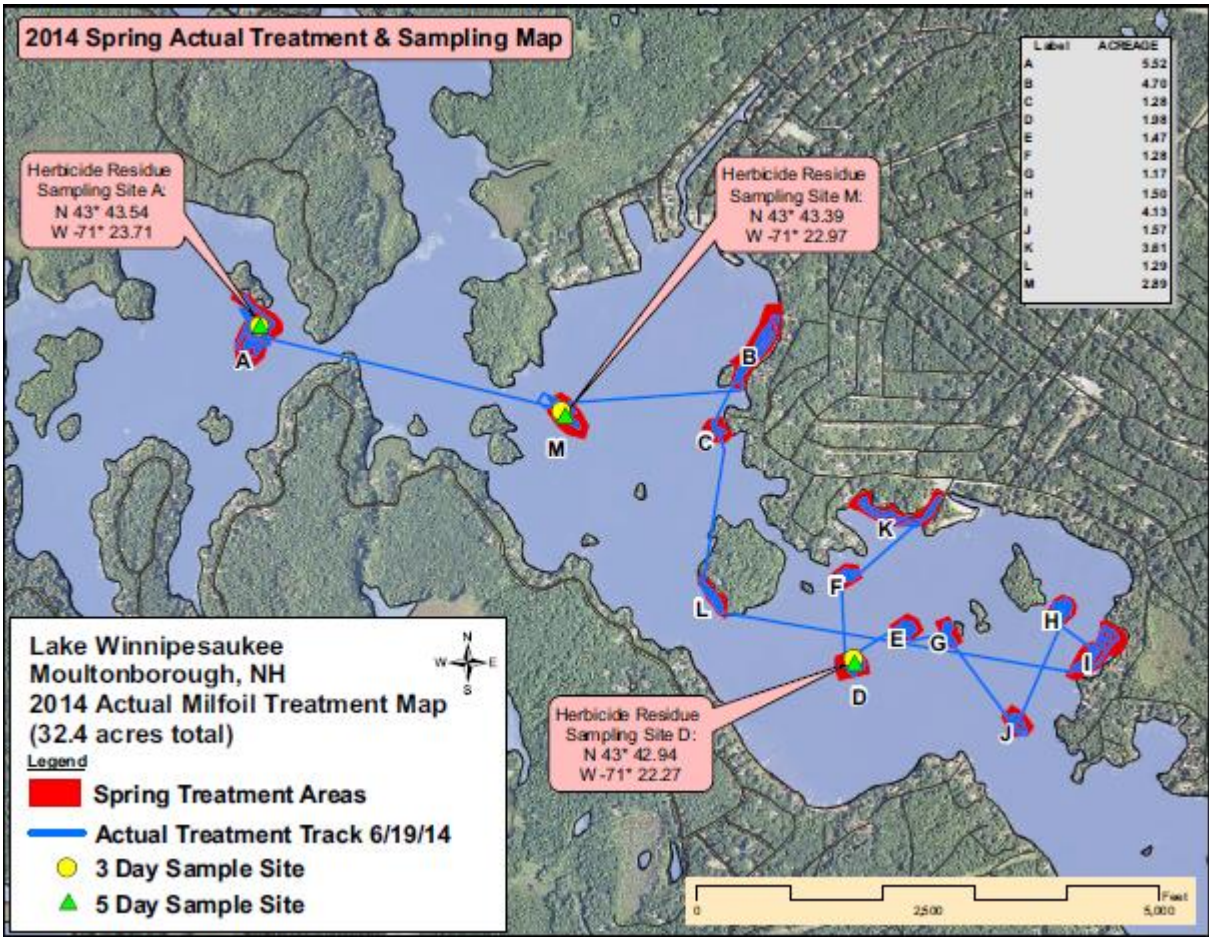 2014 Spring Actual Treatment & Sampling Map
Label ACREAGE
A 5.52
B 4.70
C 1.28
D 1.98
E 1.47
F 1.28
G 1.17
H 1.50
I 4.13
J 1.57
K 3.61
L 1.29
M 2.89
Herbicide Residue
Sampling Site A:
N 43* 43.54
W -71* 23.71
Herbicide Residue
Sampling Site M:
N 43* 43.39
W -71* 22.97
A
B
M
C
K
F
L
E
G
H
I
D
J
Herbicide Residue
Sampling Site D:
N 43* 42.94
W -71* 22.27
Lake Winnipesaukee
Moultonborough, NH
2014 Actual Milfoil Treatment Map
(32.4 acres total)
N
W E
S
Legend
Spring Treatment Areas
Actual Treatment Track 6/19/14
3 Day Sample Site
5 Day Sample Site
Feet
0 2,500 5,000